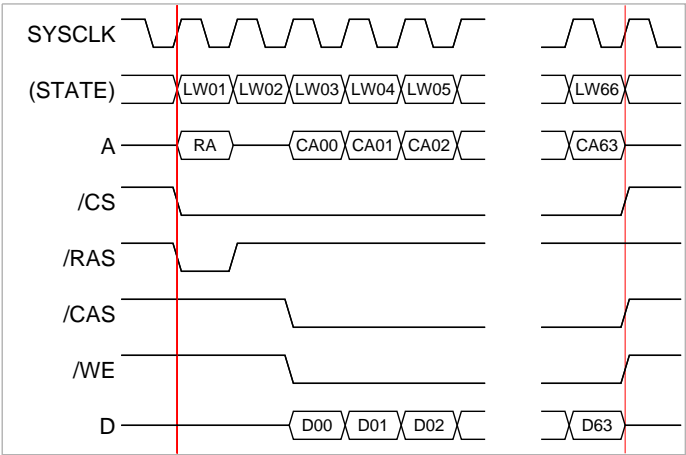 SYSCLK
(STATE) LW01 LW02 LW03 LW04 LW05 LW66
A RA CA00 CA01 CA02 CA63
/CS
/RAS
/CAS
/WE
D D00 D01 D02 D63